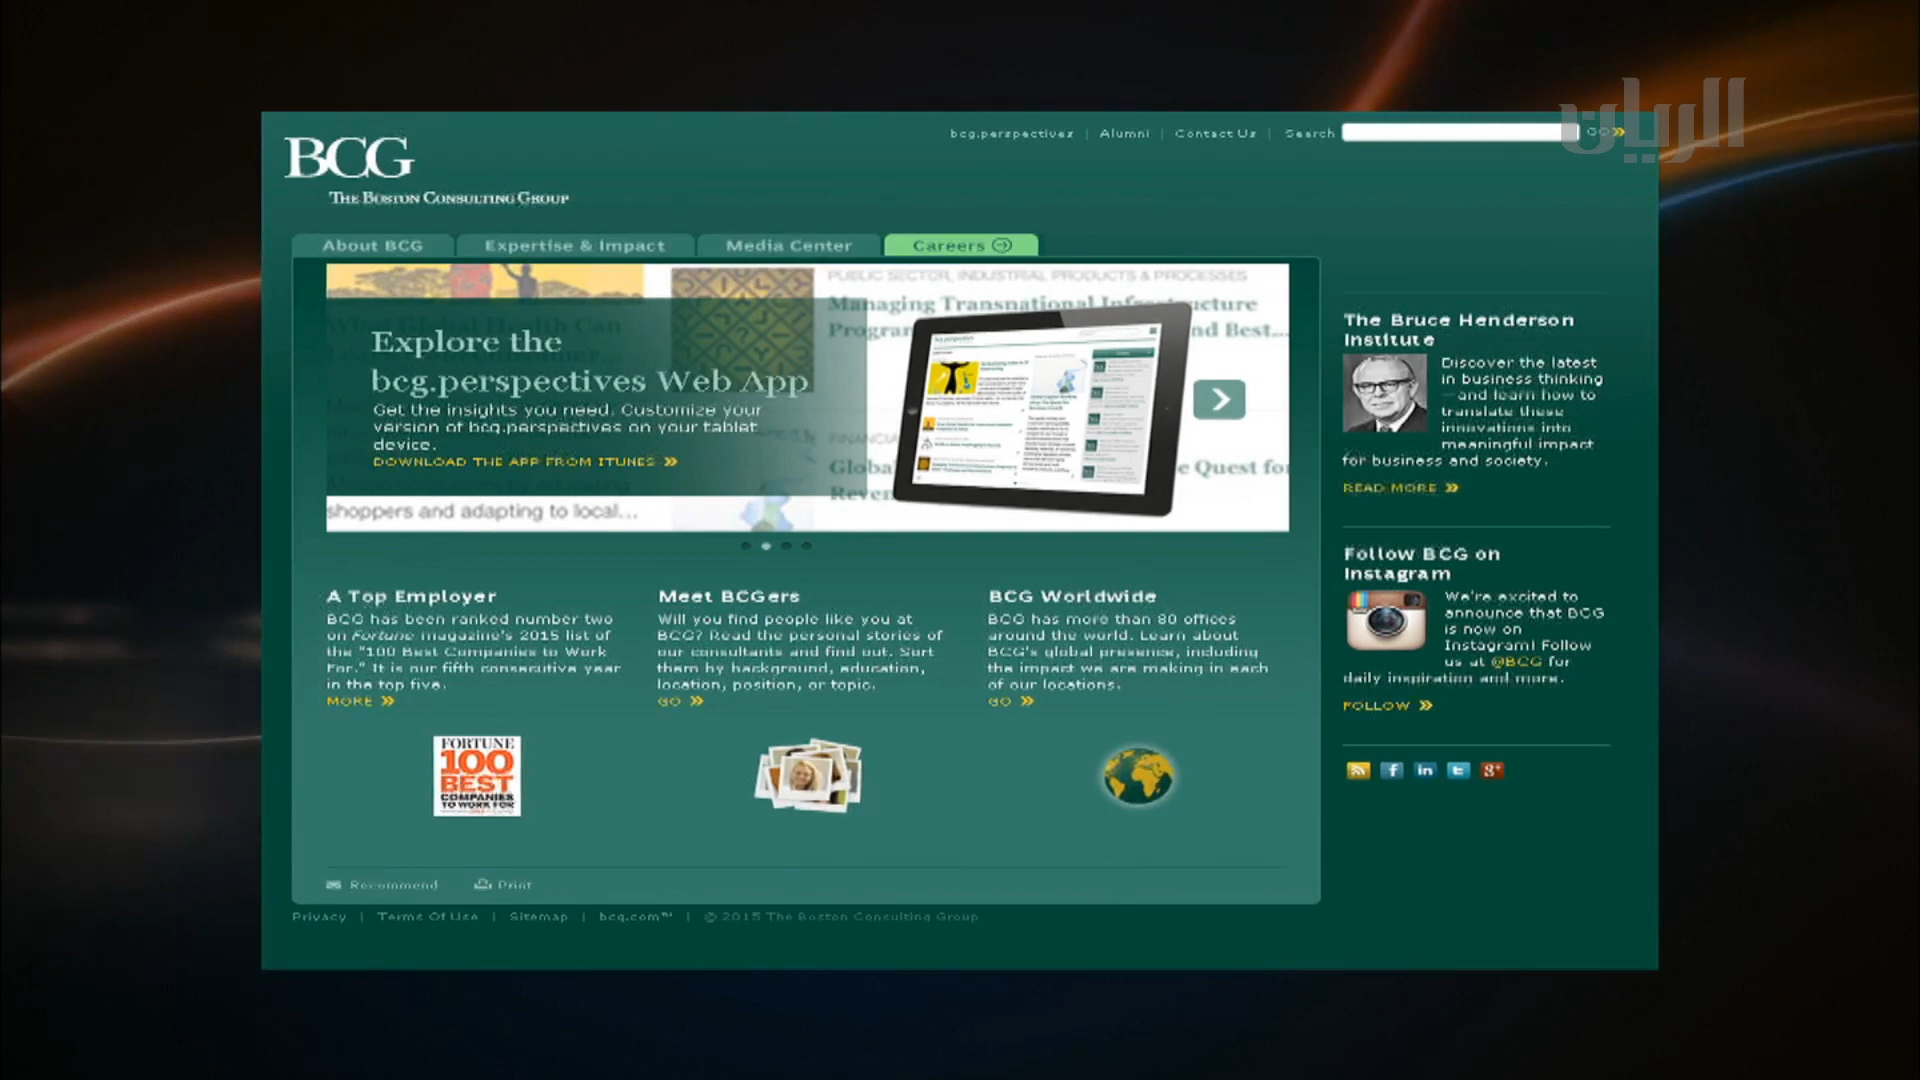 الريان
bcg.perspectives | Alumni | Contact Us | Search GO
BCG
THE BOSTON CONSULTING GROUP
About BCG
Expertise & Impact
Media Center
Careers
PUBLIC SECTOR, INDUSTRIAL PRODUCTS & PROCESSES
Managing Transnational Infrastructure
Explore the
bcg.perspectives Web App
Get the insights you need. Customize your
version of bcg.perspectives on your tablet
device.
DOWNLOAD THE APP FROM ITUNES
shoppers and adapting to local...
The Bruce Henderson
Institute
Discover the latest
in business thinking
—and learn how to
translate these
innovations into
meaningful impact
for business and society.
READ MORE
Follow BCG on
Instagram
We're excited to
announce that BCG
is now on
Instagram! Follow
us at @BCG for
daily inspiration and more.
FOLLOW
A Top Employer
BCG has been ranked number two
on Fortune magazine's 2015 list of
the "100 Best Companies to Work
For." It is our fifth consecutive year
in the top five.
MORE
FORTUNE
100
BEST
COMPANIES
TO WORK FOR
Meet BCGers
Will you find people like you at
BCG? Read the personal stories of
our consultants and find out. Sort
them by background, education,
location, position, or topic.
GO
BCG Worldwide
BCG has more than 80 offices
around the world. Learn about
BCG's global presence, including
the impact we are making in each
of our locations.
GO
Recommend Print
Privacy | Terms Of Use | Sitemap | bcg.com™ | © 2015 The Boston Consulting Group